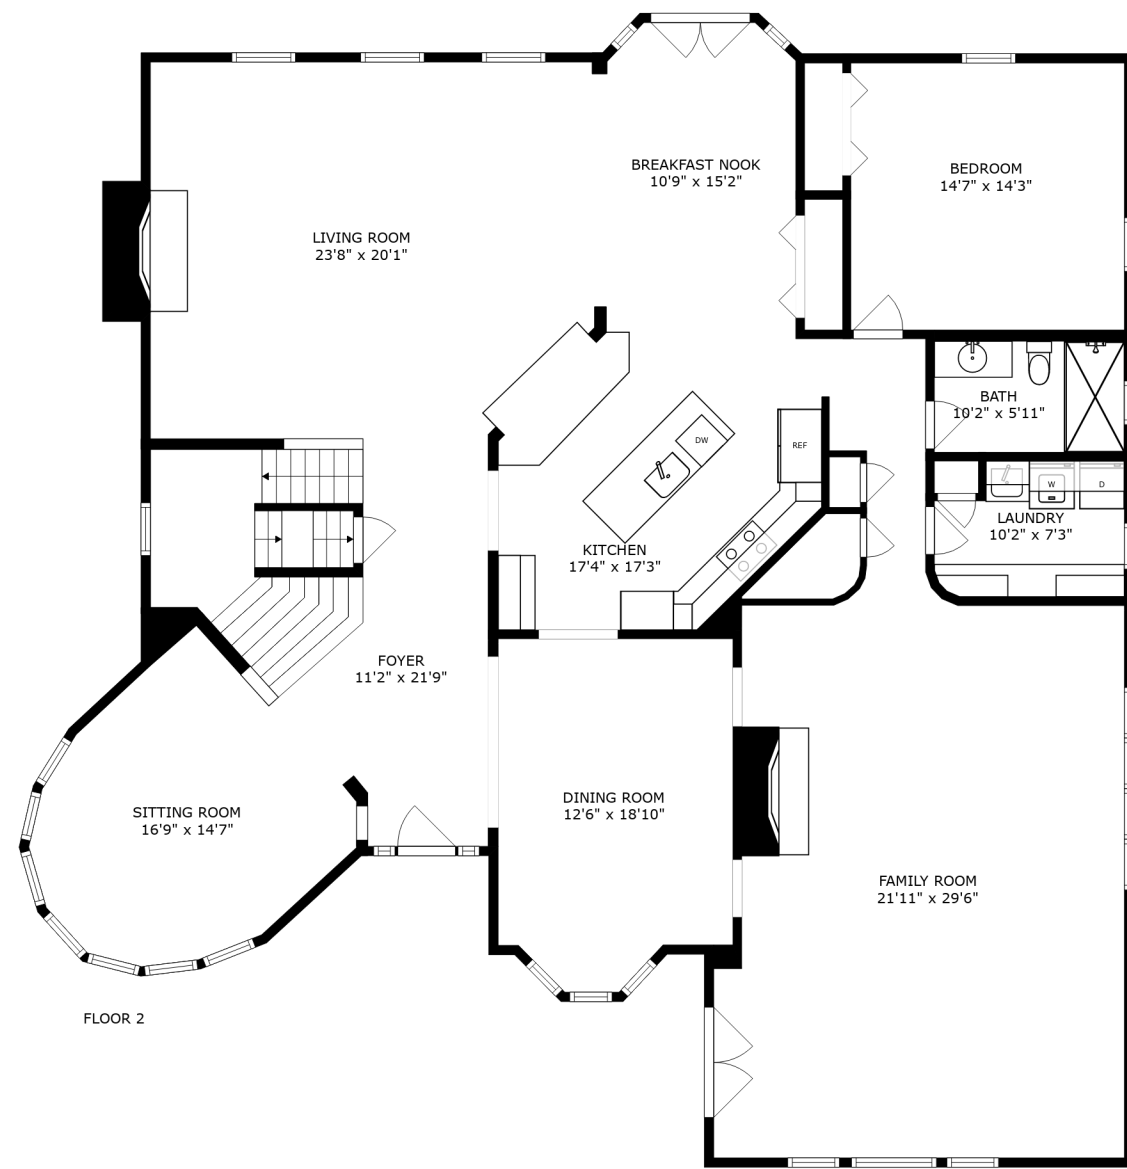 BREAKFAST NOOK
10'9" x 15'2"
BEDROOM
14'7" x 14'3"
LIVING ROOM
23'8" x 20'1"
BATH
10'2" x 5'11"
DW
REF
W
D
LAUNDRY
10'2" x 7'3"
KITCHEN
17'4" x 17'3"
FOYER
11'2" x 21'9"
SITTING ROOM
16'9" x 14'7"
DINING ROOM
12'6" x 18'10"
FAMILY ROOM
21'11" x 29'6"
FLOOR 2